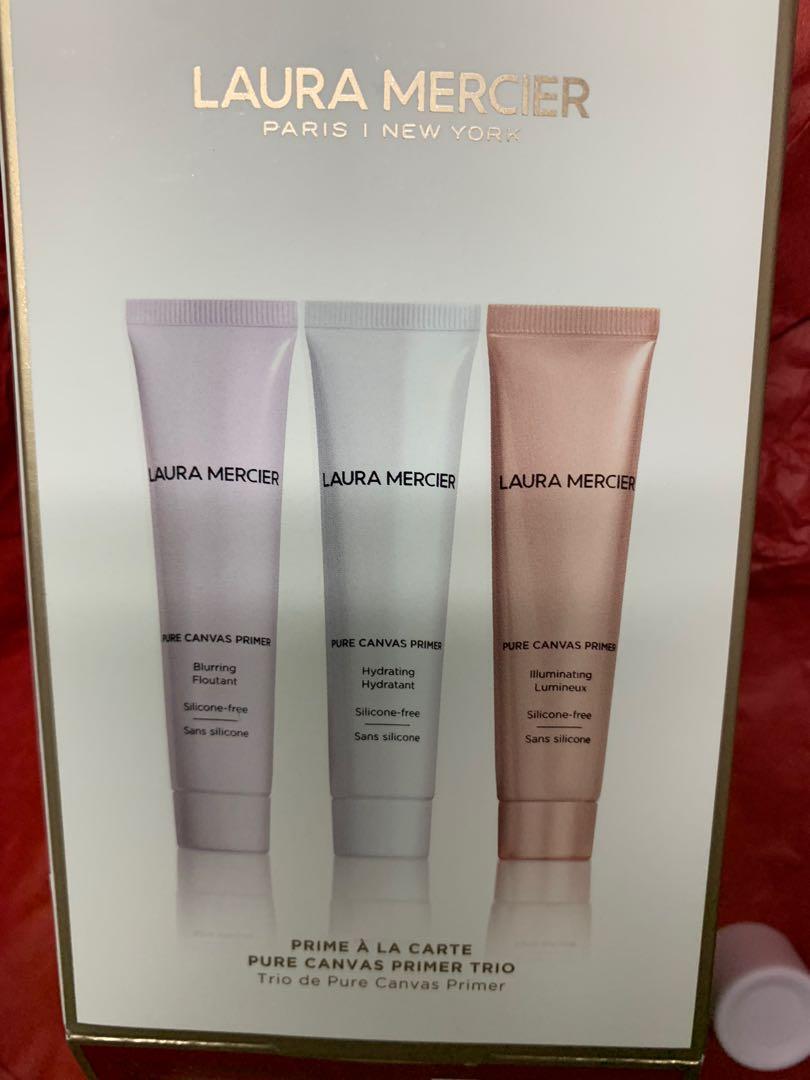 LAURA MERCIER
PARIS | NEW YORK
LAURA MERCIER
PURE CANVAS PRIMER
Blurring
Floutant
Silicone-free
Sans silicone
LAURA MERCIER
PURE CANVAS PRIMER
Hydrating
Hydratant
Silicone-free
Sans silicone
LAURA MERCIER
PURE CANVAS PRIMER
Illuminating
Lumineux
Silicone-free
Sans silicone
PRIME À LA CARTE
PURE CANVAS PRIMER TRIO
Trio de Pure Canvas Primer